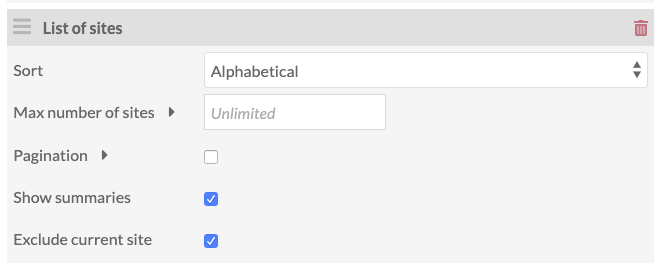 List of sites
Sort Alphabetical
Max number of sites Unlimited
Pagination
Show summaries
Exclude current site